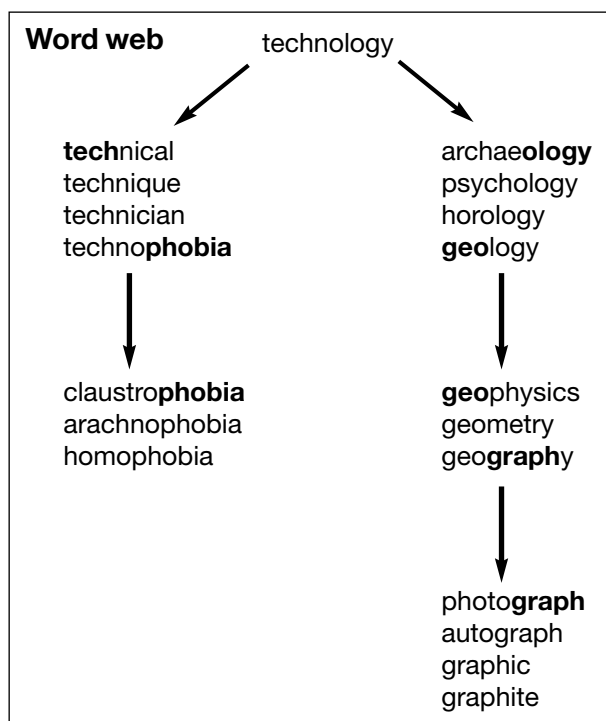 Word web
technology
technical
technique
technician
technophobia
archaeology
psychology
horology
geology
claustrophobia
arachnophobia
homophobia
geophysics
geometry
geography
photograph
autograph
graphic
graphite